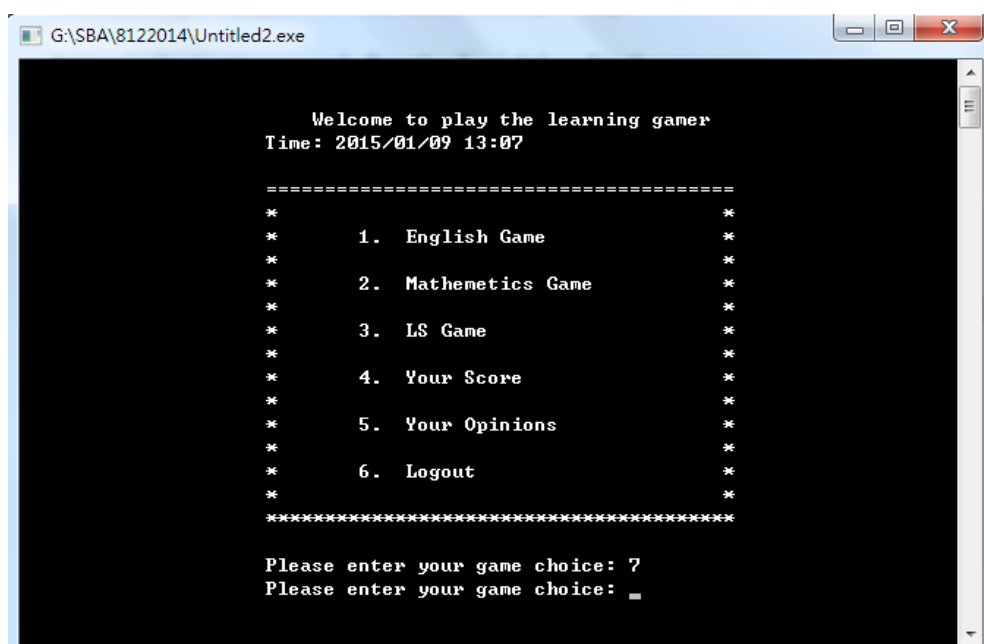 G:\SBA\8122014\Untitled2.exe
Welcome to play the learning gamer
Time: 2015/01/09 13:07
========================================
* *
* 1. English Game *
* *
* 2. Mathemetics Game *
* *
* 3. LS Game *
* *
* 4. Your Score *
* *
* 5. Your Opinions *
* *
* 6. Logout *
* *
****************************************
Please enter your game choice: 7
Please enter your game choice: _